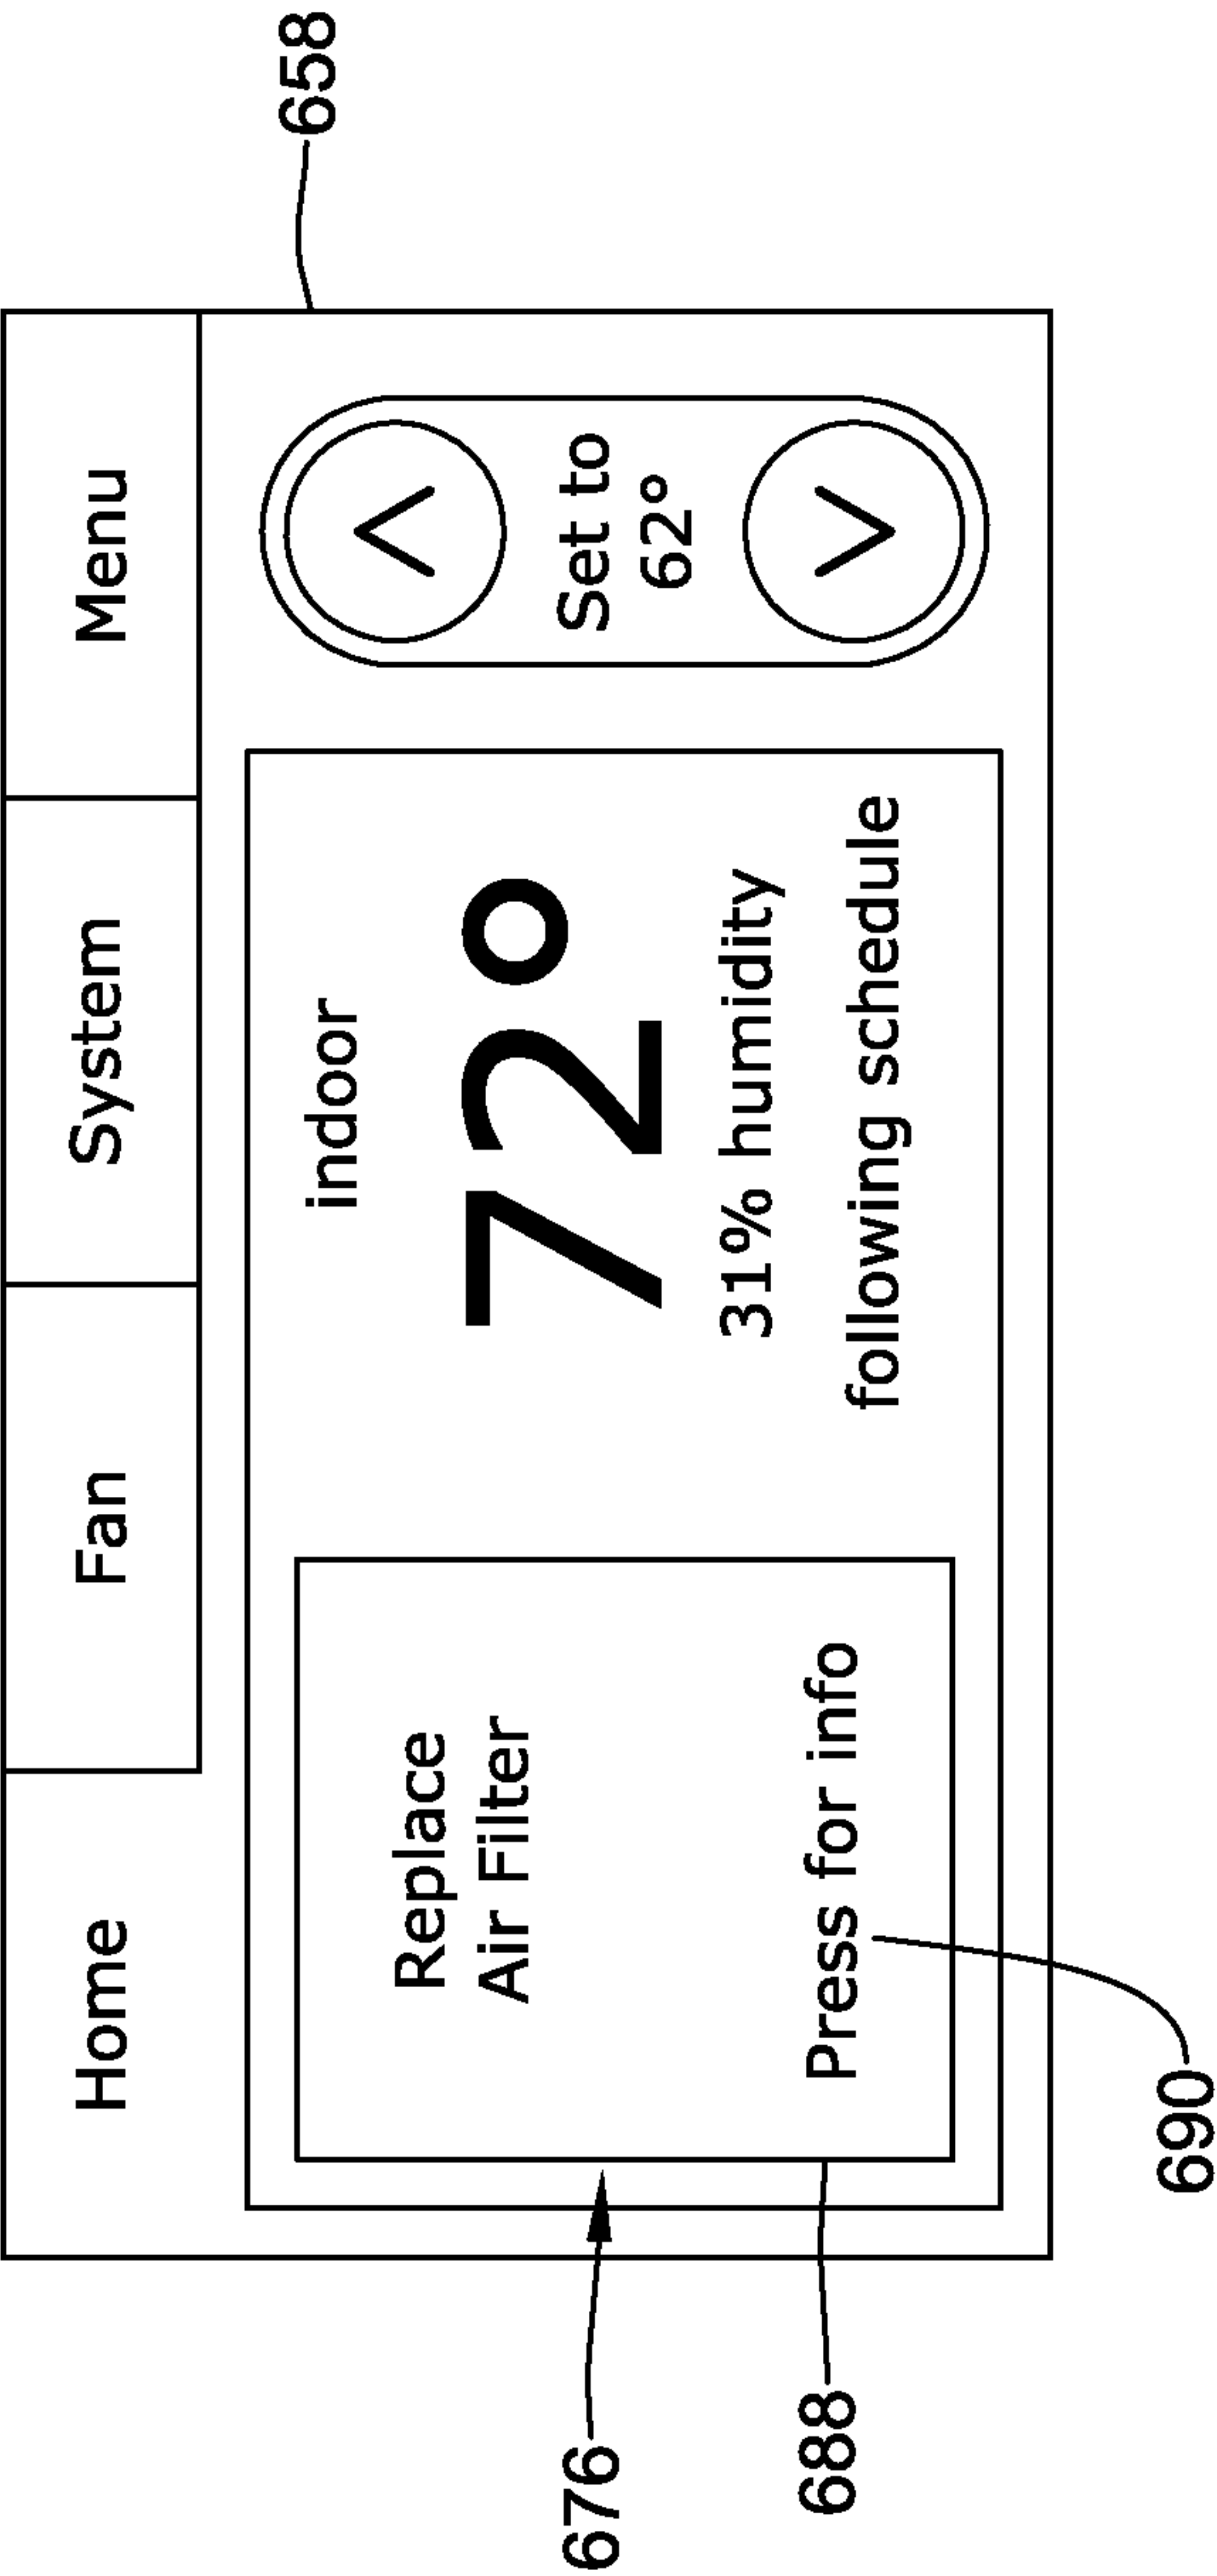 Home
Fan
System
Menu
658
Replace
Air Filter
Press for info
indoor
72°
31% humidity
following schedule
Set to
62°
676
688
690